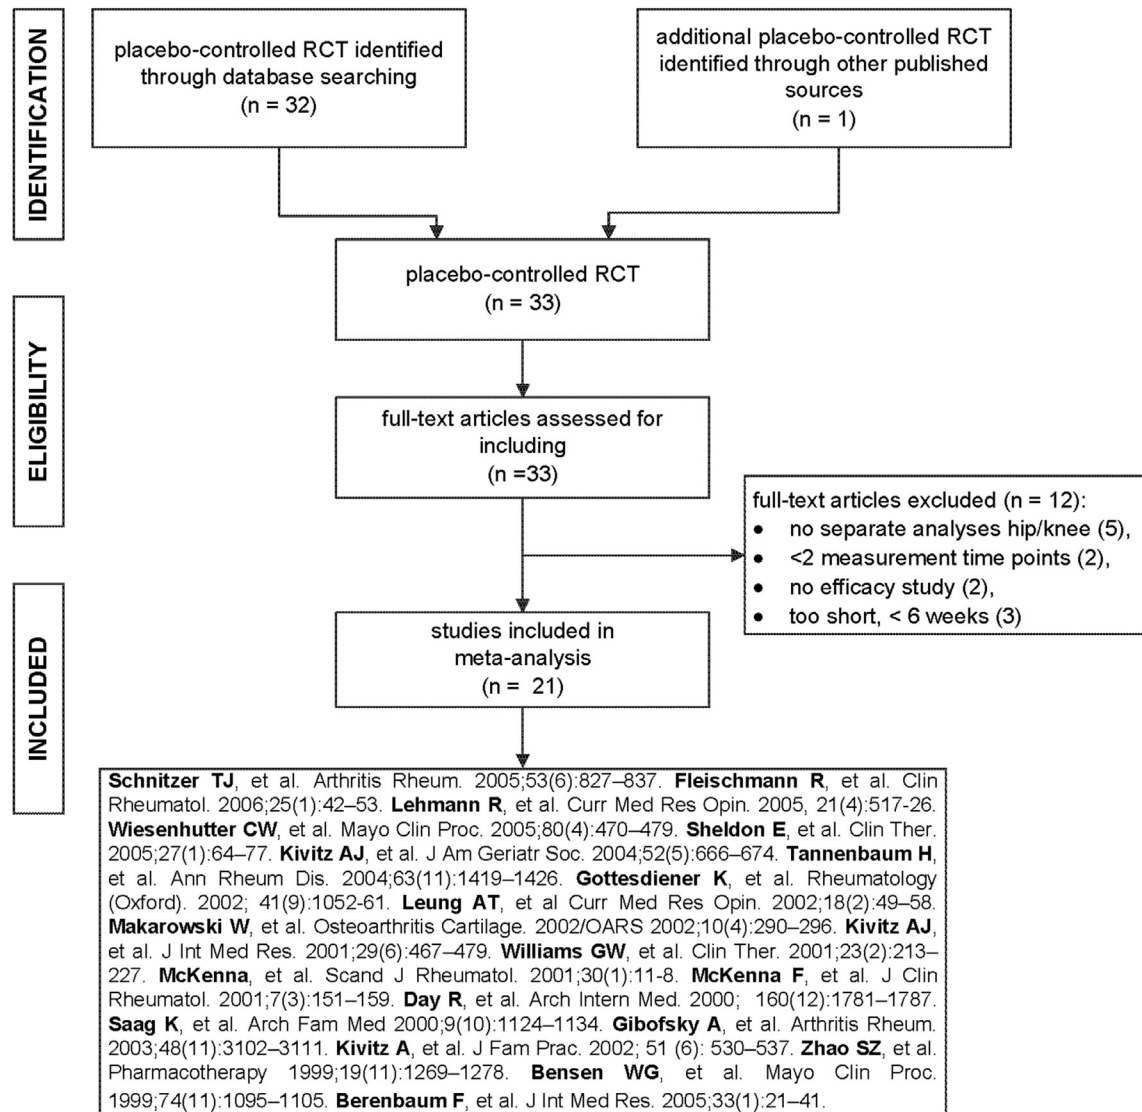 IDENTIFICATION
placebo-controlled RCT identified
through database searching
(n = 32)
additional placebo-controlled RCT
identified through other published
sources
(n = 1)
placebo-controlled RCT
(n = 33)
ELIGIBILITY
full-text articles assessed for
including
(n =33)
full-text articles excluded (n = 12):
• no separate analyses hip/knee (5),
• <2 measurement time points (2),
• no efficacy study (2),
• too short, < 6 weeks (3)
INCLUDED
studies included in
meta-analysis
(n = 21)
Schnitzer TJ, et al. Arthritis Rheum. 2005;53(6):827–837. Fleischmann R, et al. Clin
Rheumatol. 2006;25(1):42–53. Lehmann R, et al. Curr Med Res Opin. 2005, 21(4):517-26.
Wiesenhutter CW, et al. Mayo Clin Proc. 2005;80(4):470–479. Sheldon E, et al. Clin Ther.
2005;27(1):64–77. Kivitz AJ, et al. J Am Geriatr Soc. 2004;52(5):666–674. Tannenbaum H,
et al. Ann Rheum Dis. 2004;63(11):1419–1426. Gottesdiener K, et al. Rheumatology
(Oxford). 2002; 41(9):1052-61. Leung AT, et al Curr Med Res Opin. 2002;18(2):49–58.
Makarowski W, et al. Osteoarthritis Cartilage. 2002/OARS 2002;10(4):290–296. Kivitz AJ,
et al. J Int Med Res. 2001;29(6):467–479. Williams GW, et al. Clin Ther. 2001;23(2):213–
227. McKenna, et al. Scand J Rheumatol. 2001;30(1):11-8. McKenna F, et al. J Clin
Rheumatol. 2001;7(3):151–159. Day R, et al. Arch Intern Med. 2000; 160(12):1781–1787.
Saag K, et al. Arch Fam Med 2000;9(10):1124–1134. Gibofsky A, et al. Arthritis Rheum.
2003;48(11):3102–3111. Kivitz A, et al. J Fam Prac. 2002; 51 (6): 530–537. Zhao SZ, et al.
Pharmacotherapy 1999;19(11):1269–1278. Bensen WG, et al. Mayo Clin Proc.
1999;74(11):1095–1105. Berenbaum F, et al. J Int Med Res. 2005;33(1):21–41.